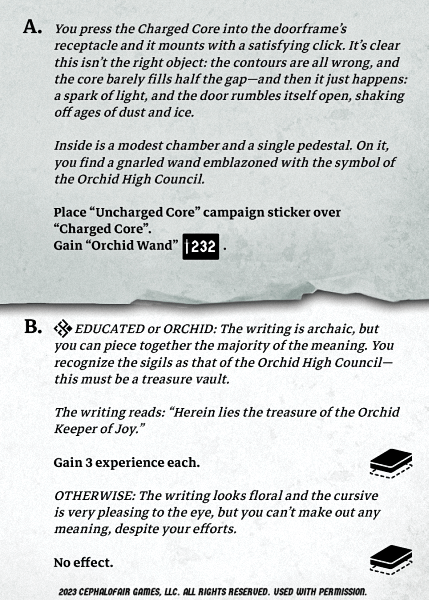 A. You press the Charged Core into the doorframe’s
receptacle and it mounts with a satisfying click. It’s clear
this isn’t the right object: the contours are all wrong, and
the core barely fills half the gap—and then it just happens:
a spark of light, and the door rumbles itself open, shaking
off ages of dust and ice.
Inside is a modest chamber and a single pedestal. On it,
you find a gnarled wand emblazoned with the symbol of
the Orchid High Council.
Place “Uncharged Core” campaign sticker over
“Charged Core”.
Gain “Orchid Wand” 232 .
B. EDUCATED or ORCHID: The writing is archaic, but
you can piece together the majority of the meaning. You
recognize the sigils as that of the Orchid High Council—
this must be a treasure vault.
The writing reads: “Herein lies the treasure of the Orchid
Keeper of Joy.”
Gain 3 experience each.
OTHERWISE: The writing looks floral and the cursive
is very pleasing to the eye, but you can’t make out any
meaning, despite your efforts.
No effect.
2023 CEPHALOFAIR GAMES, LLC. ALL RIGHTS RESERVED. USED WITH PERMISSION.